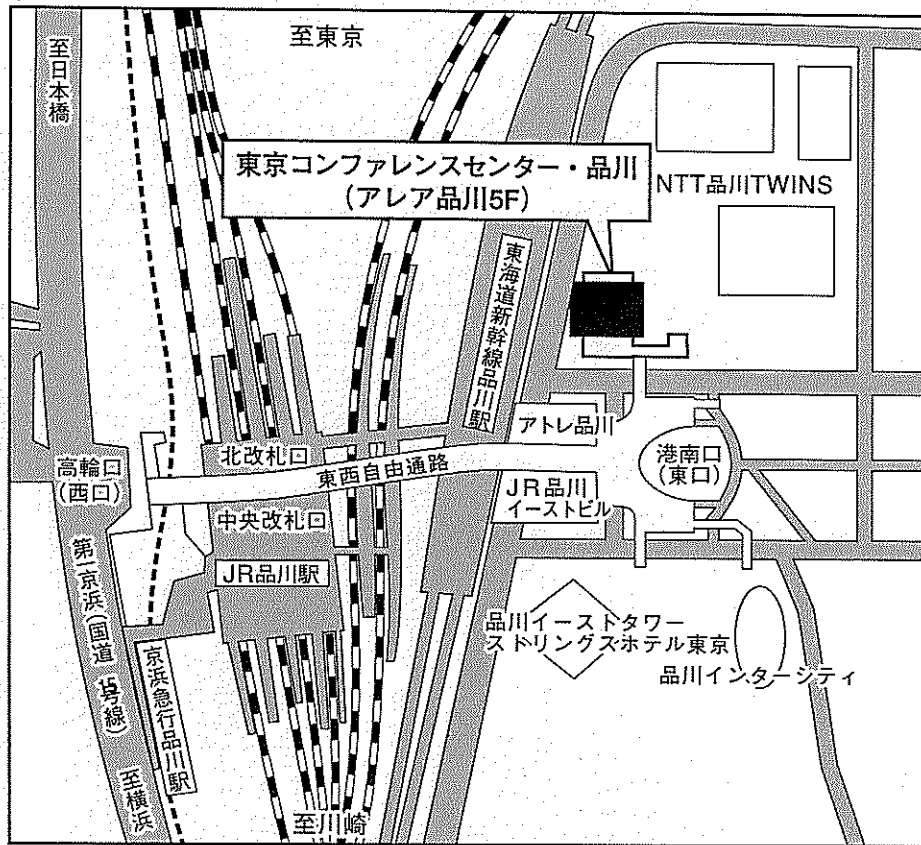 至東京
至日本橋
東京コンファレンスセンター・品川
(アレア品川5F)
NTT品川TWINS
東海道新幹線品川駅
アトレ品川
北改札口
東西自由通路
港南口
(東口)
高輪口
(西口)
中央改札口
JR品川
イーストビル
JR品川駅
第一京浜(国道15号線)
京浜急行品川駅
品川イーストタワー
ストリングスホテル東京
品川インターシティ
至横浜
至川崎